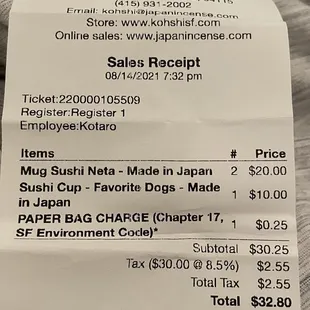 (415) 931-2002
Email: kohshi@japanincense.com
Store: www.kohshisf.com
Online sales: www.japanincense.com
Sales Receipt
08/14/2021 7:32 pm
Ticket:220000105509
Register:Register 1
Employee:Kotaro
Items # Price
Mug Sushi Neta - Made in Japan 2 $20.00
Sushi Cup - Favorite Dogs - Made
in Japan 1 $10.00
PAPER BAG CHARGE (Chapter 17,
SF Environment Code)* 1 $0.25
Subtotal $30.25
Tax ($30.00 @ 8.5%) $2.55
Total Tax $2.55
Total $32.80